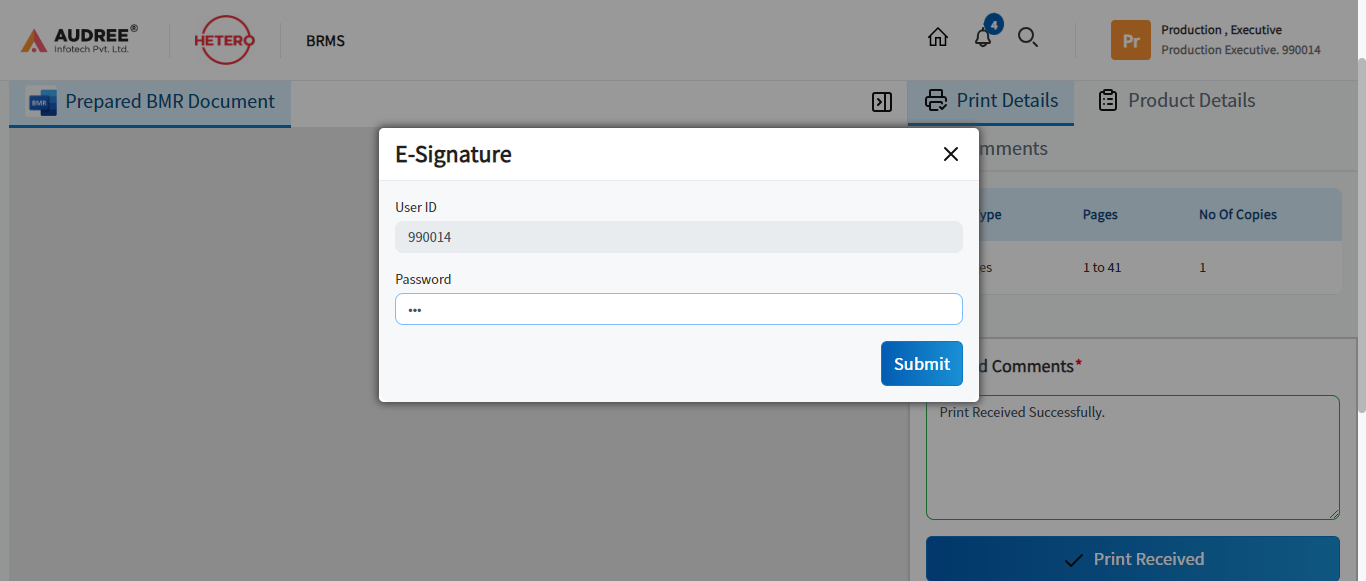 AUDREE®
Infotech Pvt. Ltd.
HETERO
BRMS
4
Pr
Production , Executive
Production Executive. 990014
BMR
Prepared BMR Document
Print Details
Product Details
mments
E-Signature
User ID
990014
Password
•••
Submit
ype
Pages
No Of Copies
es
1 to 41
1
d Comments*
Print Received Successfully.
Print Received